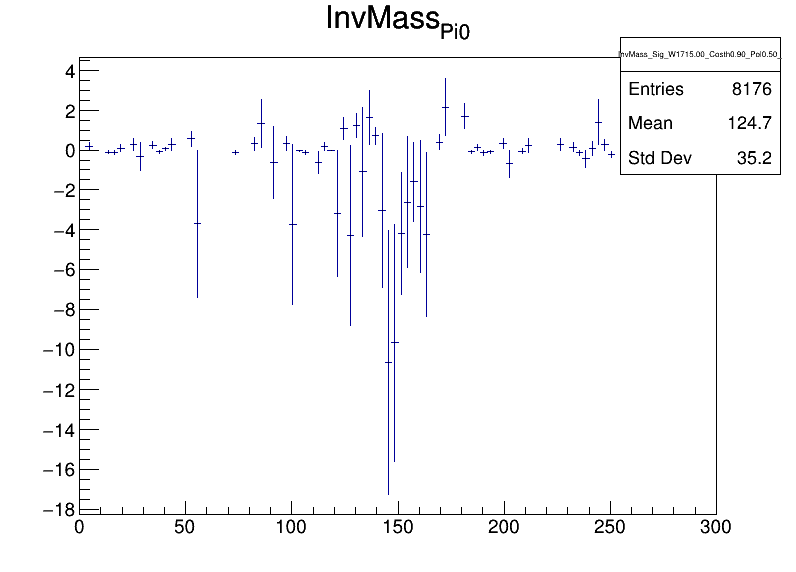 InvMass_Pi0
InvMass_Sig_W1715.00_Costh0.90_Pol0.50_
Entries 8176
Mean 124.7
Std Dev 35.2
4
2
0
−2
−4
−6
−8
−10
−12
−14
−16
−18
0 50 100 150 200 250 300